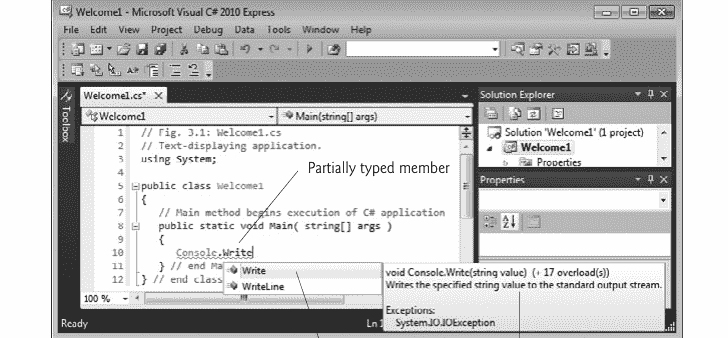 Welcome1 - Microsoft Visual C# 2010 Express
File Edit View Project Debug Data Tools Window Help
Welcome1.cs* X
Toolbox
Welcome1
Main(string[] args)
1 // Fig. 3.1: Welcome1.cs
2 // Text-displaying application.
3 using System;
4
5 public class Welcome1
6 {
7 // Main method begins execution of C# application
8 public static void Main( string[] args )
9 {
10 Console.Write
11 } // end Ma
12 } // end class
Partially typed member
Write
WriteLine
void Console.Write(string value) (+ 17 overload(s))
Writes the specified string value to the standard output stream.
Exceptions:
System.IO.IOException
100 %
Ready
Ln 1
Solution Explorer
Solution 'Welcome1' (1 project)
Welcome1
Properties
Properties